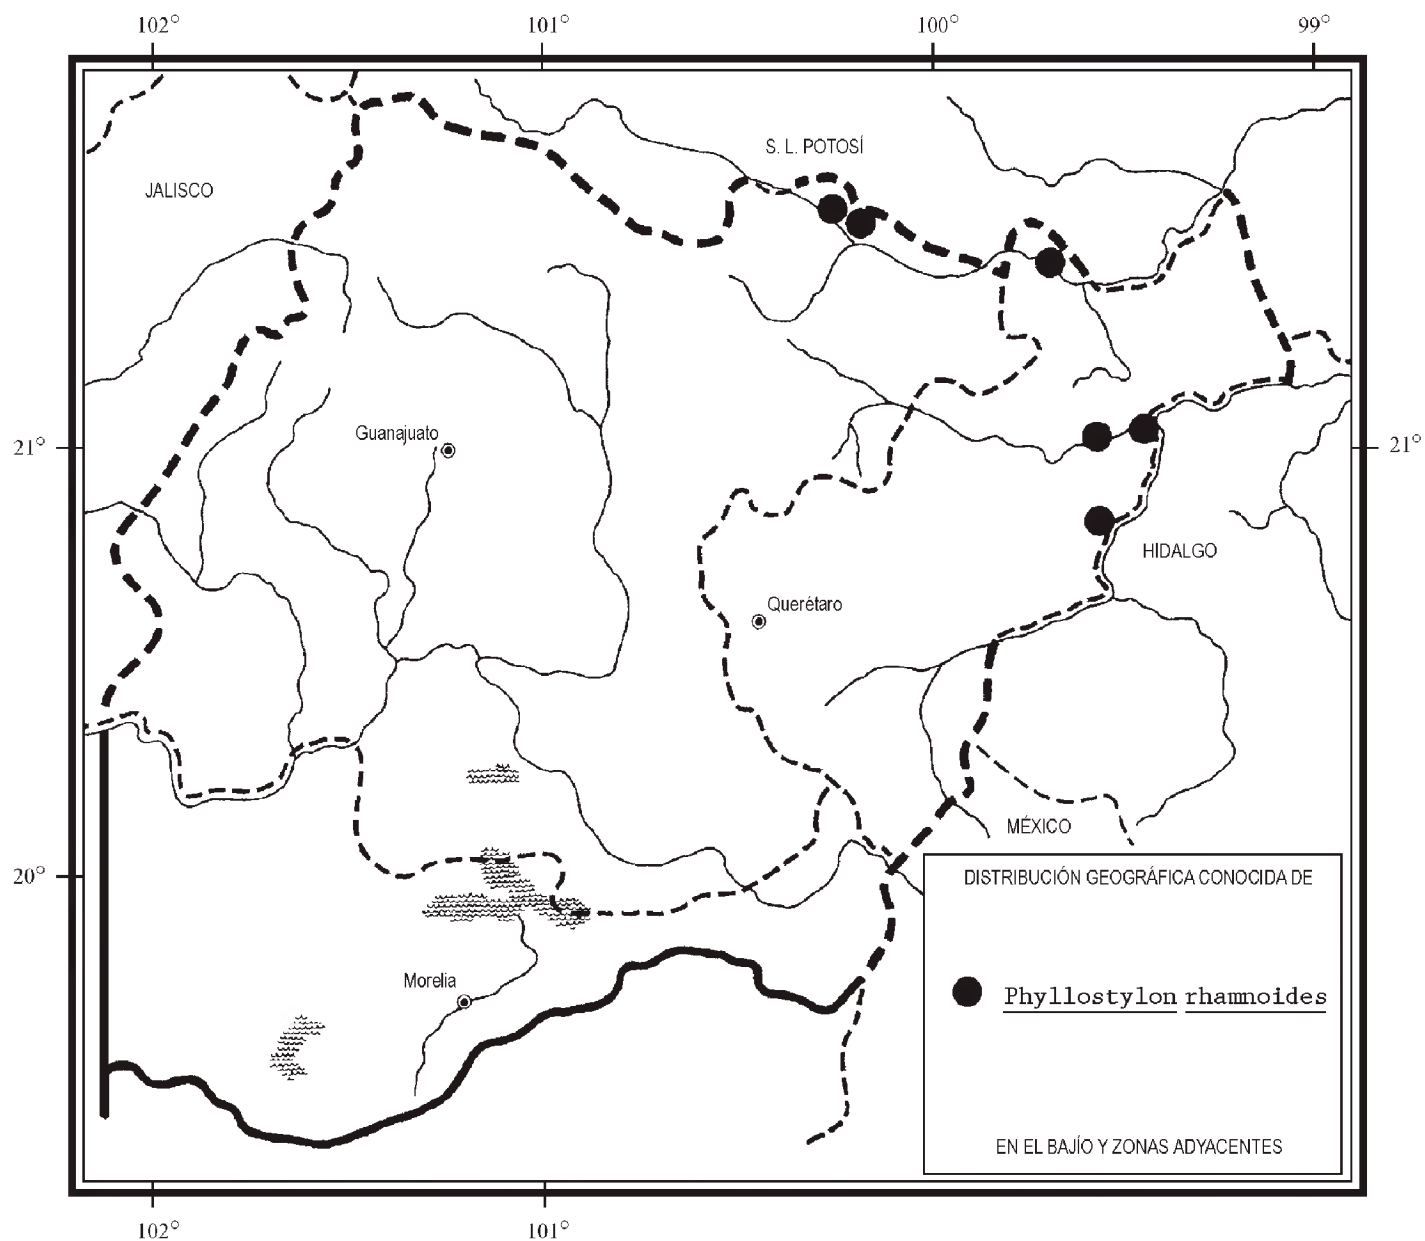 102° 101° 100° 99°
S. L. POTOSÍ
JALISCO
Guanajuato
21° 21°
HIDALGO
Querétaro
MÉXICO
20°
DISTRIBUCIÓN GEOGRÁFICA CONOCIDA DE
Phyllostylon rhamnoides
EN EL BAJÍO Y ZONAS ADYACENTES
Morelia
102° 101°